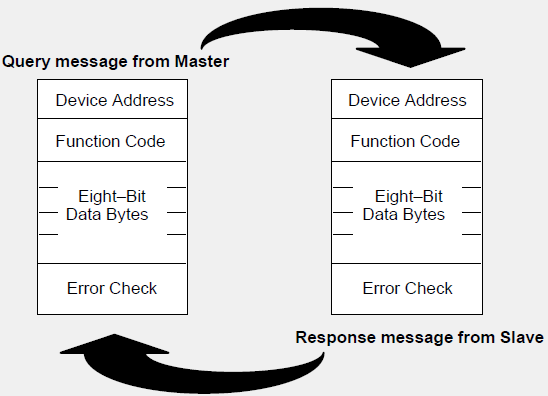 Query message from Master
Device Address
Function Code
Eight–Bit
Data Bytes
Error Check
Device Address
Function Code
Eight–Bit
Data Bytes
Error Check
Response message from Slave